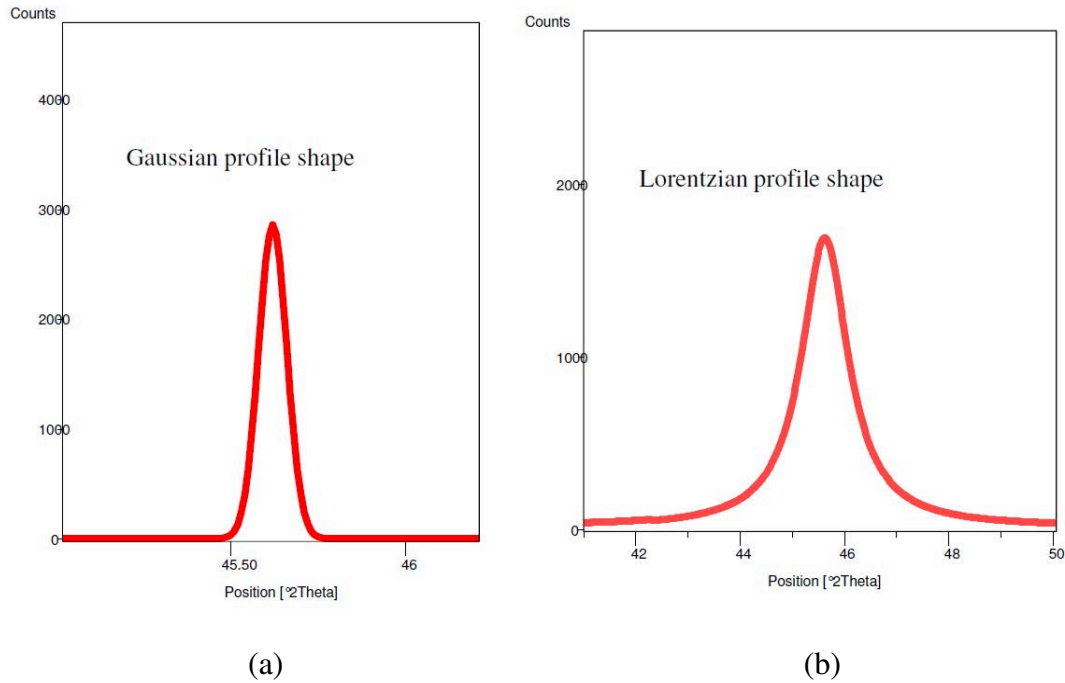 Counts
4000
Gaussian profile shape
3000
2000
1000
0
45.50 46
Position [°2Theta]
(a)
Counts
2000
Lorentzian profile shape
1000
0
42 44 46 48 50
Position [°2Theta]
(b)